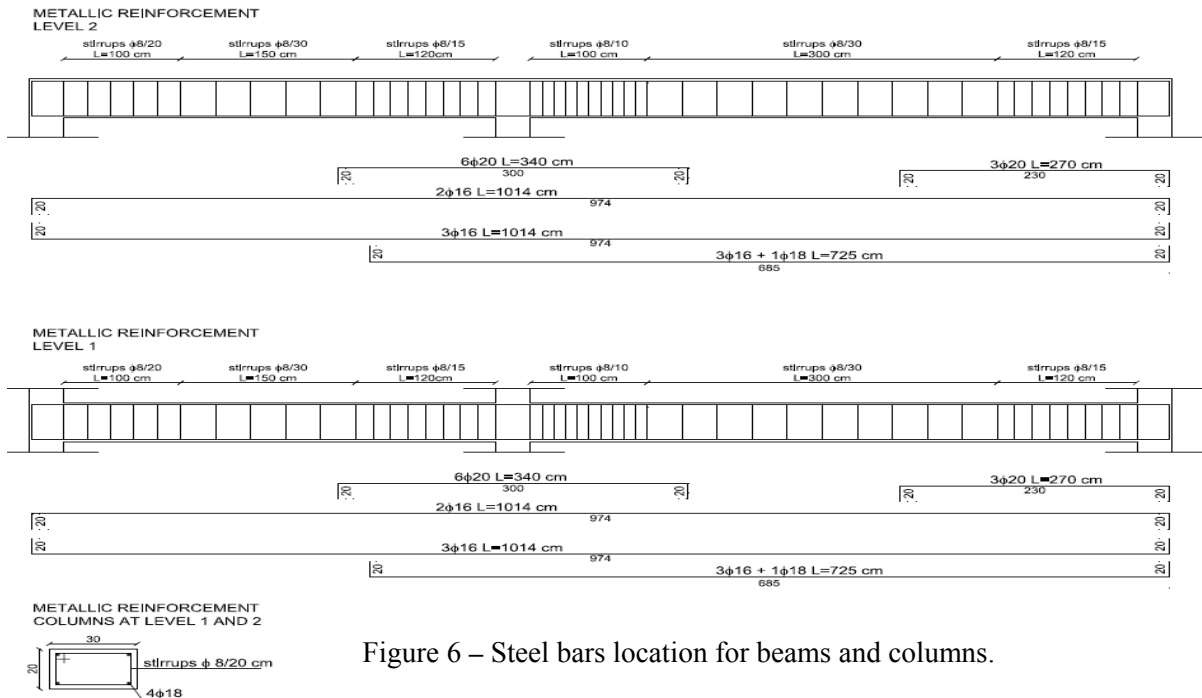 METALLIC REINFORCEMENT
LEVEL 2
stirrups ϕ8/20 stirrups ϕ8/30 stirrups ϕ8/15 stirrups ϕ8/10 stirrups ϕ8/30 stirrups ϕ8/15
L=100 cm L=150 cm L=120cm L=100 cm L=300 cm L=120 cm
6ϕ20 L=340 cm 3ϕ20 L=270 cm
20 300 20 20 230 20
2ϕ16 L=1014 cm
20 974 20
3ϕ16 L=1014 cm
20 974 20
3ϕ16 + 1ϕ18 L=725 cm
20 685 20
METALLIC REINFORCEMENT
LEVEL 1
stirrups ϕ8/20 stirrups ϕ8/30 stirrups ϕ8/15 stirrups ϕ8/10 stirrups ϕ8/30 stirrups ϕ8/15
L=100 cm L=150 cm L=120cm L=100 cm L=300 cm L=120 cm
6ϕ20 L=340 cm 3ϕ20 L=270 cm
20 300 20 20 230 20
2ϕ16 L=1014 cm
20 974 20
3ϕ16 L=1014 cm
20 974 20
3ϕ16 + 1ϕ18 L=725 cm
20 685 20
METALLIC REINFORCEMENT
COLUMNS AT LEVEL 1 AND 2
30
20 stirrups ϕ 8/20 cm
4ϕ18
Figure 6 – Steel bars location for beams and columns.